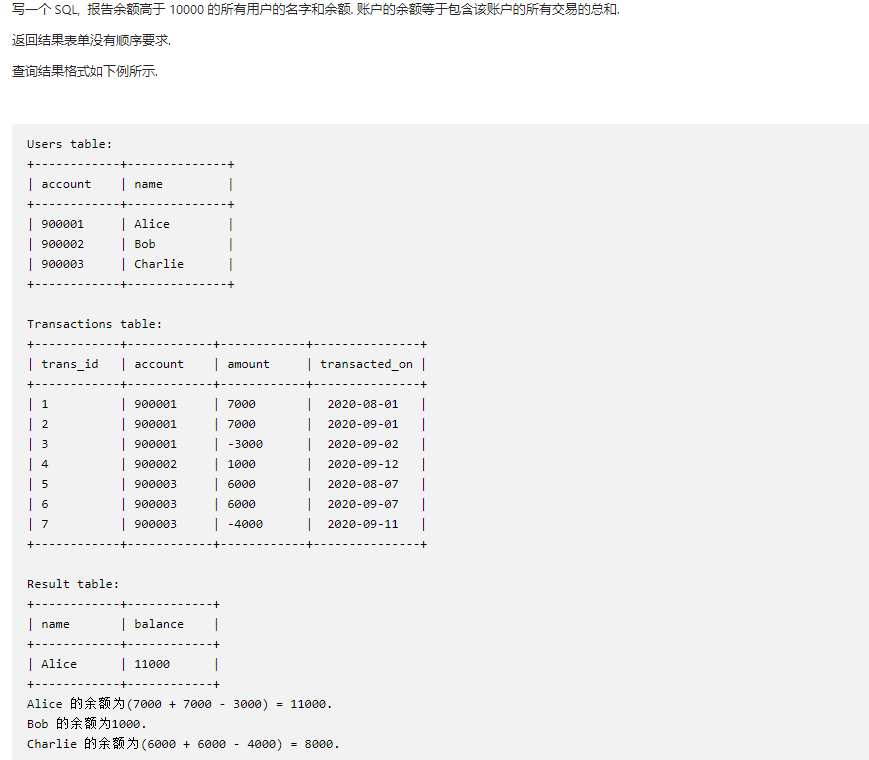 写一个 SQL, 报告余额高于 10000 的所有用户的名字和余额. 账户的余额等于包含该账户的所有交易的总和.
返回结果表单没有顺序要求.
查询结果格式如下例所示.
Users table:
+------------+--------------+
| account    | name         |
+------------+--------------+
| 900001     | Alice        |
| 900002     | Bob          |
| 900003     | Charlie      |
+------------+--------------+
Transactions table:
+------------+------------+------------+---------------+
| trans_id   | account    | amount     | transacted_on |
+------------+------------+------------+---------------+
| 1          | 900001     | 7000       |  2020-08-01   |
| 2          | 900001     | 7000       |  2020-09-01   |
| 3          | 900001     | -3000      |  2020-09-02   |
| 4          | 900002     | 1000       |  2020-09-12   |
| 5          | 900003     | 6000       |  2020-08-07   |
| 6          | 900003     | 6000       |  2020-09-07   |
| 7          | 900003     | -4000      |  2020-09-11   |
+------------+------------+------------+---------------+
Result table:
+------------+------------+
| name       | balance    |
+------------+------------+
| Alice      | 11000      |
+------------+------------+
Alice 的余额为(7000 + 7000 - 3000) = 11000.
Bob 的余额为1000.
Charlie 的余额为(6000 + 6000 - 4000) = 8000.